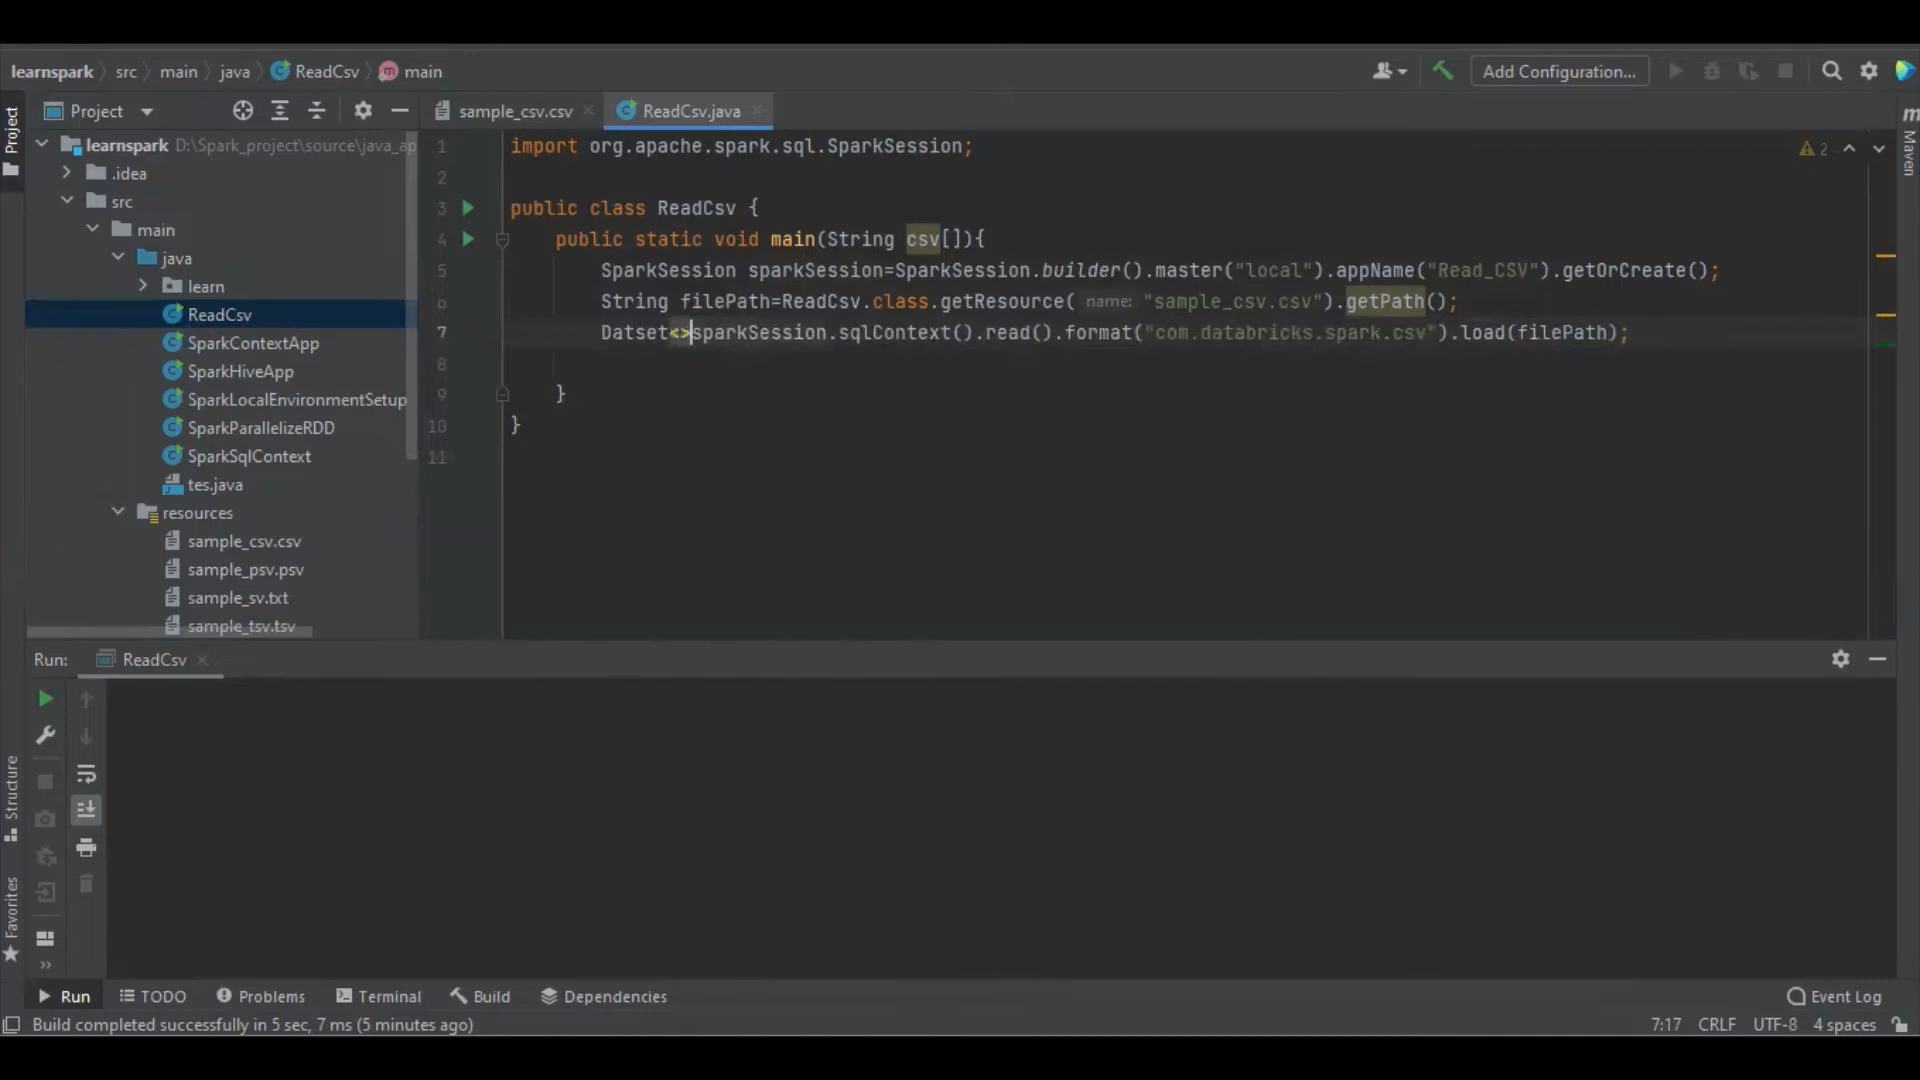 learnspark src main java ReadCsv main Add Configuration...
Project sample_csv.csv ReadCsv.java
Project
Maven
learnspark D:\Spark_project\source\java_ap
.idea
src
main
java
learn
ReadCsv
SparkContextApp
SparkHiveApp
SparkLocalEnvironmentSetup
SparkParallelizeRDD
SparkSqlContext
tes.java
resources
sample_csv.csv
sample_psv.psv
sample_sv.txt
sample_tsv.tsv
2
1 import org.apache.spark.sql.SparkSession;
2
3 public class ReadCsv {
4 public static void main(String csv[]){
5 SparkSession sparkSession=SparkSession.builder().master("local").appName("Read_CSV").getOrCreate();
6 String filePath=ReadCsv.class.getResource( name: "sample_csv.csv").getPath();
7 Datset<>sparkSession.sqlContext().read().format("com.databricks.spark.csv").load(filePath);
8
9 }
10 }
11
Run: ReadCsv
Structure
Favorites
Run TODO Problems Terminal Build Dependencies Event Log
Build completed successfully in 5 sec, 7 ms (5 minutes ago) 7:17 CRLF UTF-8 4 spaces